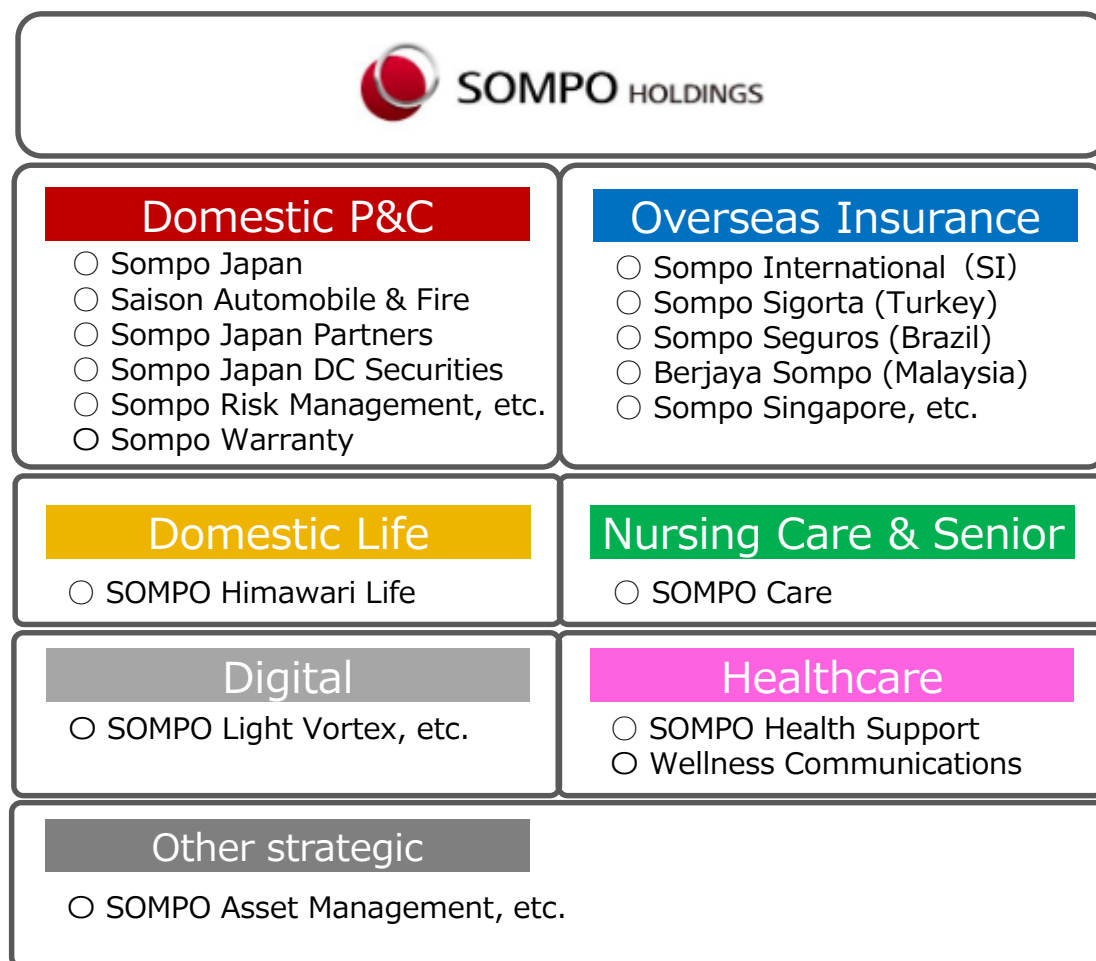 SOMPO HOLDINGS
Domestic P&C
○ Sompo Japan
○ Saison Automobile & Fire
○ Sompo Japan Partners
○ Sompo Japan DC Securities
○ Sompo Risk Management, etc.
○ Sompo Warranty
Overseas Insurance
○ Sompo International（SI）
○ Sompo Sigorta (Turkey)
○ Sompo Seguros (Brazil)
○ Berjaya Sompo (Malaysia)
○ Sompo Singapore, etc.
Domestic Life
○ SOMPO Himawari Life
Nursing Care & Senior
○ SOMPO Care
Digital
○ SOMPO Light Vortex, etc.
Healthcare
○ SOMPO Health Support
○ Wellness Communications
Other strategic
○ SOMPO Asset Management, etc.